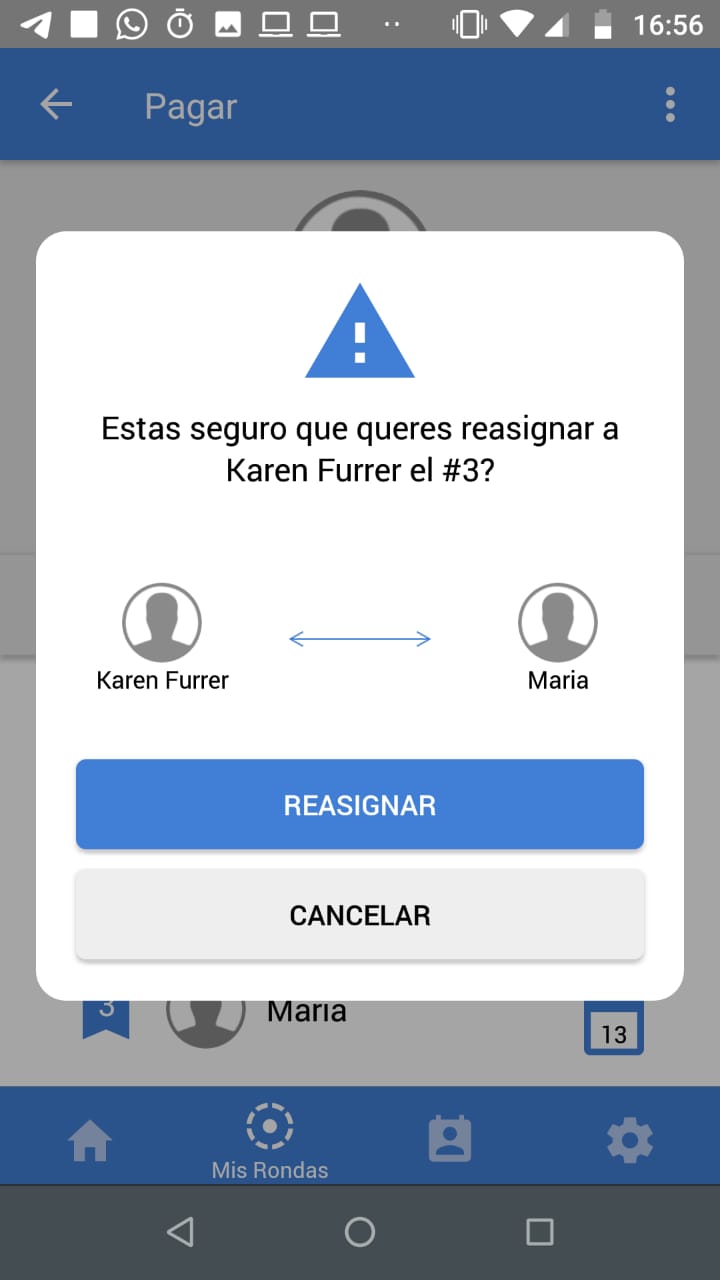 16:56
Pagar
Estas seguro que queres reasignar a
Karen Furrer el #3?
Karen Furrer
Maria
REASIGNAR
CANCELAR
3
Maria
13
Mis Rondas